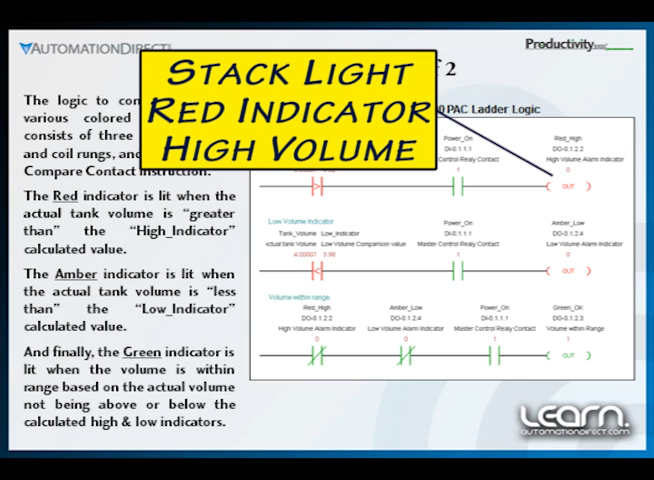 AUTOMATIONDIRECT
Productivity3000
of 2
STACK LIGHT
RED INDICATOR
HIGH VOLUME
The logic to
various colored
consists of three
and coil rungs, and
Compare Contact Instruction.
The Red indicator is lit when the
actual tank volume is "greater
than" the "High_Indicator"
calculated value.
The Amber indicator is lit when
the actual tank volume is "less
than" the "Low_Indicator"
calculated value.
And finally, the Green indicator is
lit when the volume is within
range based on the actual volume
not being above or below the
calculated high & low indicators.
PAC Ladder Logic
Power_On Red_High
DI-0.1.1.1 DO-0.1.2.2
Control Realy Contact High Volume Alarm Indicator
1 0
> OUT
Low Volume Indicator
Tank_Volume Low_Indicator Power_On Amber_Low
DI-0.1.1.1 DO-0.1.2.4
Actual tank Volume Low Volume Comparison value Master Control Realy Contact Low Volume Alarm Indicator
4.00007 3.98 1 0
< OUT
Volume within range
Red_High Amber_Low Power_On Green_OK
DO-0.1.2.2 DO-0.1.2.4 DI-0.1.1.1 DO-0.1.2.3
High Volume Alarm Indicator Low Volume Alarm Indicator Master Control Realy Contact Volume within Range
0 0 1 1
OUT
LEARN.
AUTOMATIONDIRECT.COM